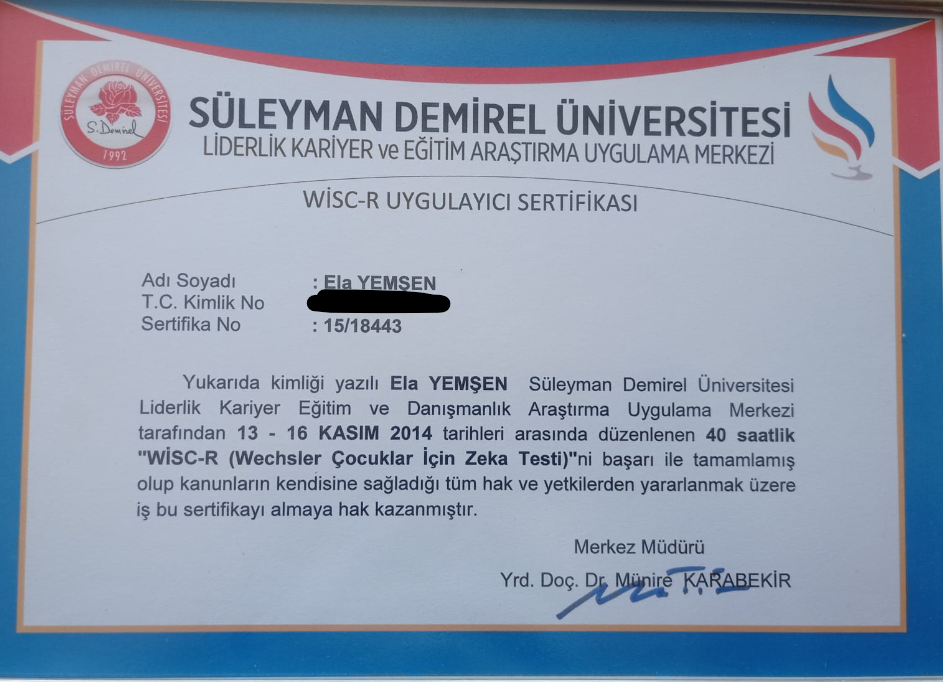 SÜLEYMAN DEMİREL ÜNİVERSİTESİ
S. Demirel
1992
SÜLEYMAN DEMİREL ÜNİVERSİTESİ
LİDERLİK KARİYER ve EĞİTİM ARAŞTIRMA UYGULAMA MERKEZİ
WİSC-R UYGULAYICI SERTİFİKASI
Adı Soyadı : Ela YEMŞEN
T.C. Kimlik No
Sertifika No : 15/18443
Yukarıda kimliği yazılı Ela YEMŞEN Süleyman Demirel Üniversitesi
Liderlik Kariyer Eğitim ve Danışmanlık Araştırma Uygulama Merkezi
tarafından 13 - 16 KASIM 2014 tarihleri arasında düzenlenen 40 saatlik
"WİSC-R (Wechsler Çocuklar İçin Zeka Testi)"ni başarı ile tamamlamış
olup kanunların kendisine sağladığı tüm hak ve yetkilerden yararlanmak üzere
iş bu sertifikayı almaya hak kazanmıştır.
Merkez Müdürü
Yrd. Doç. Dr. Münire KARABEKİR